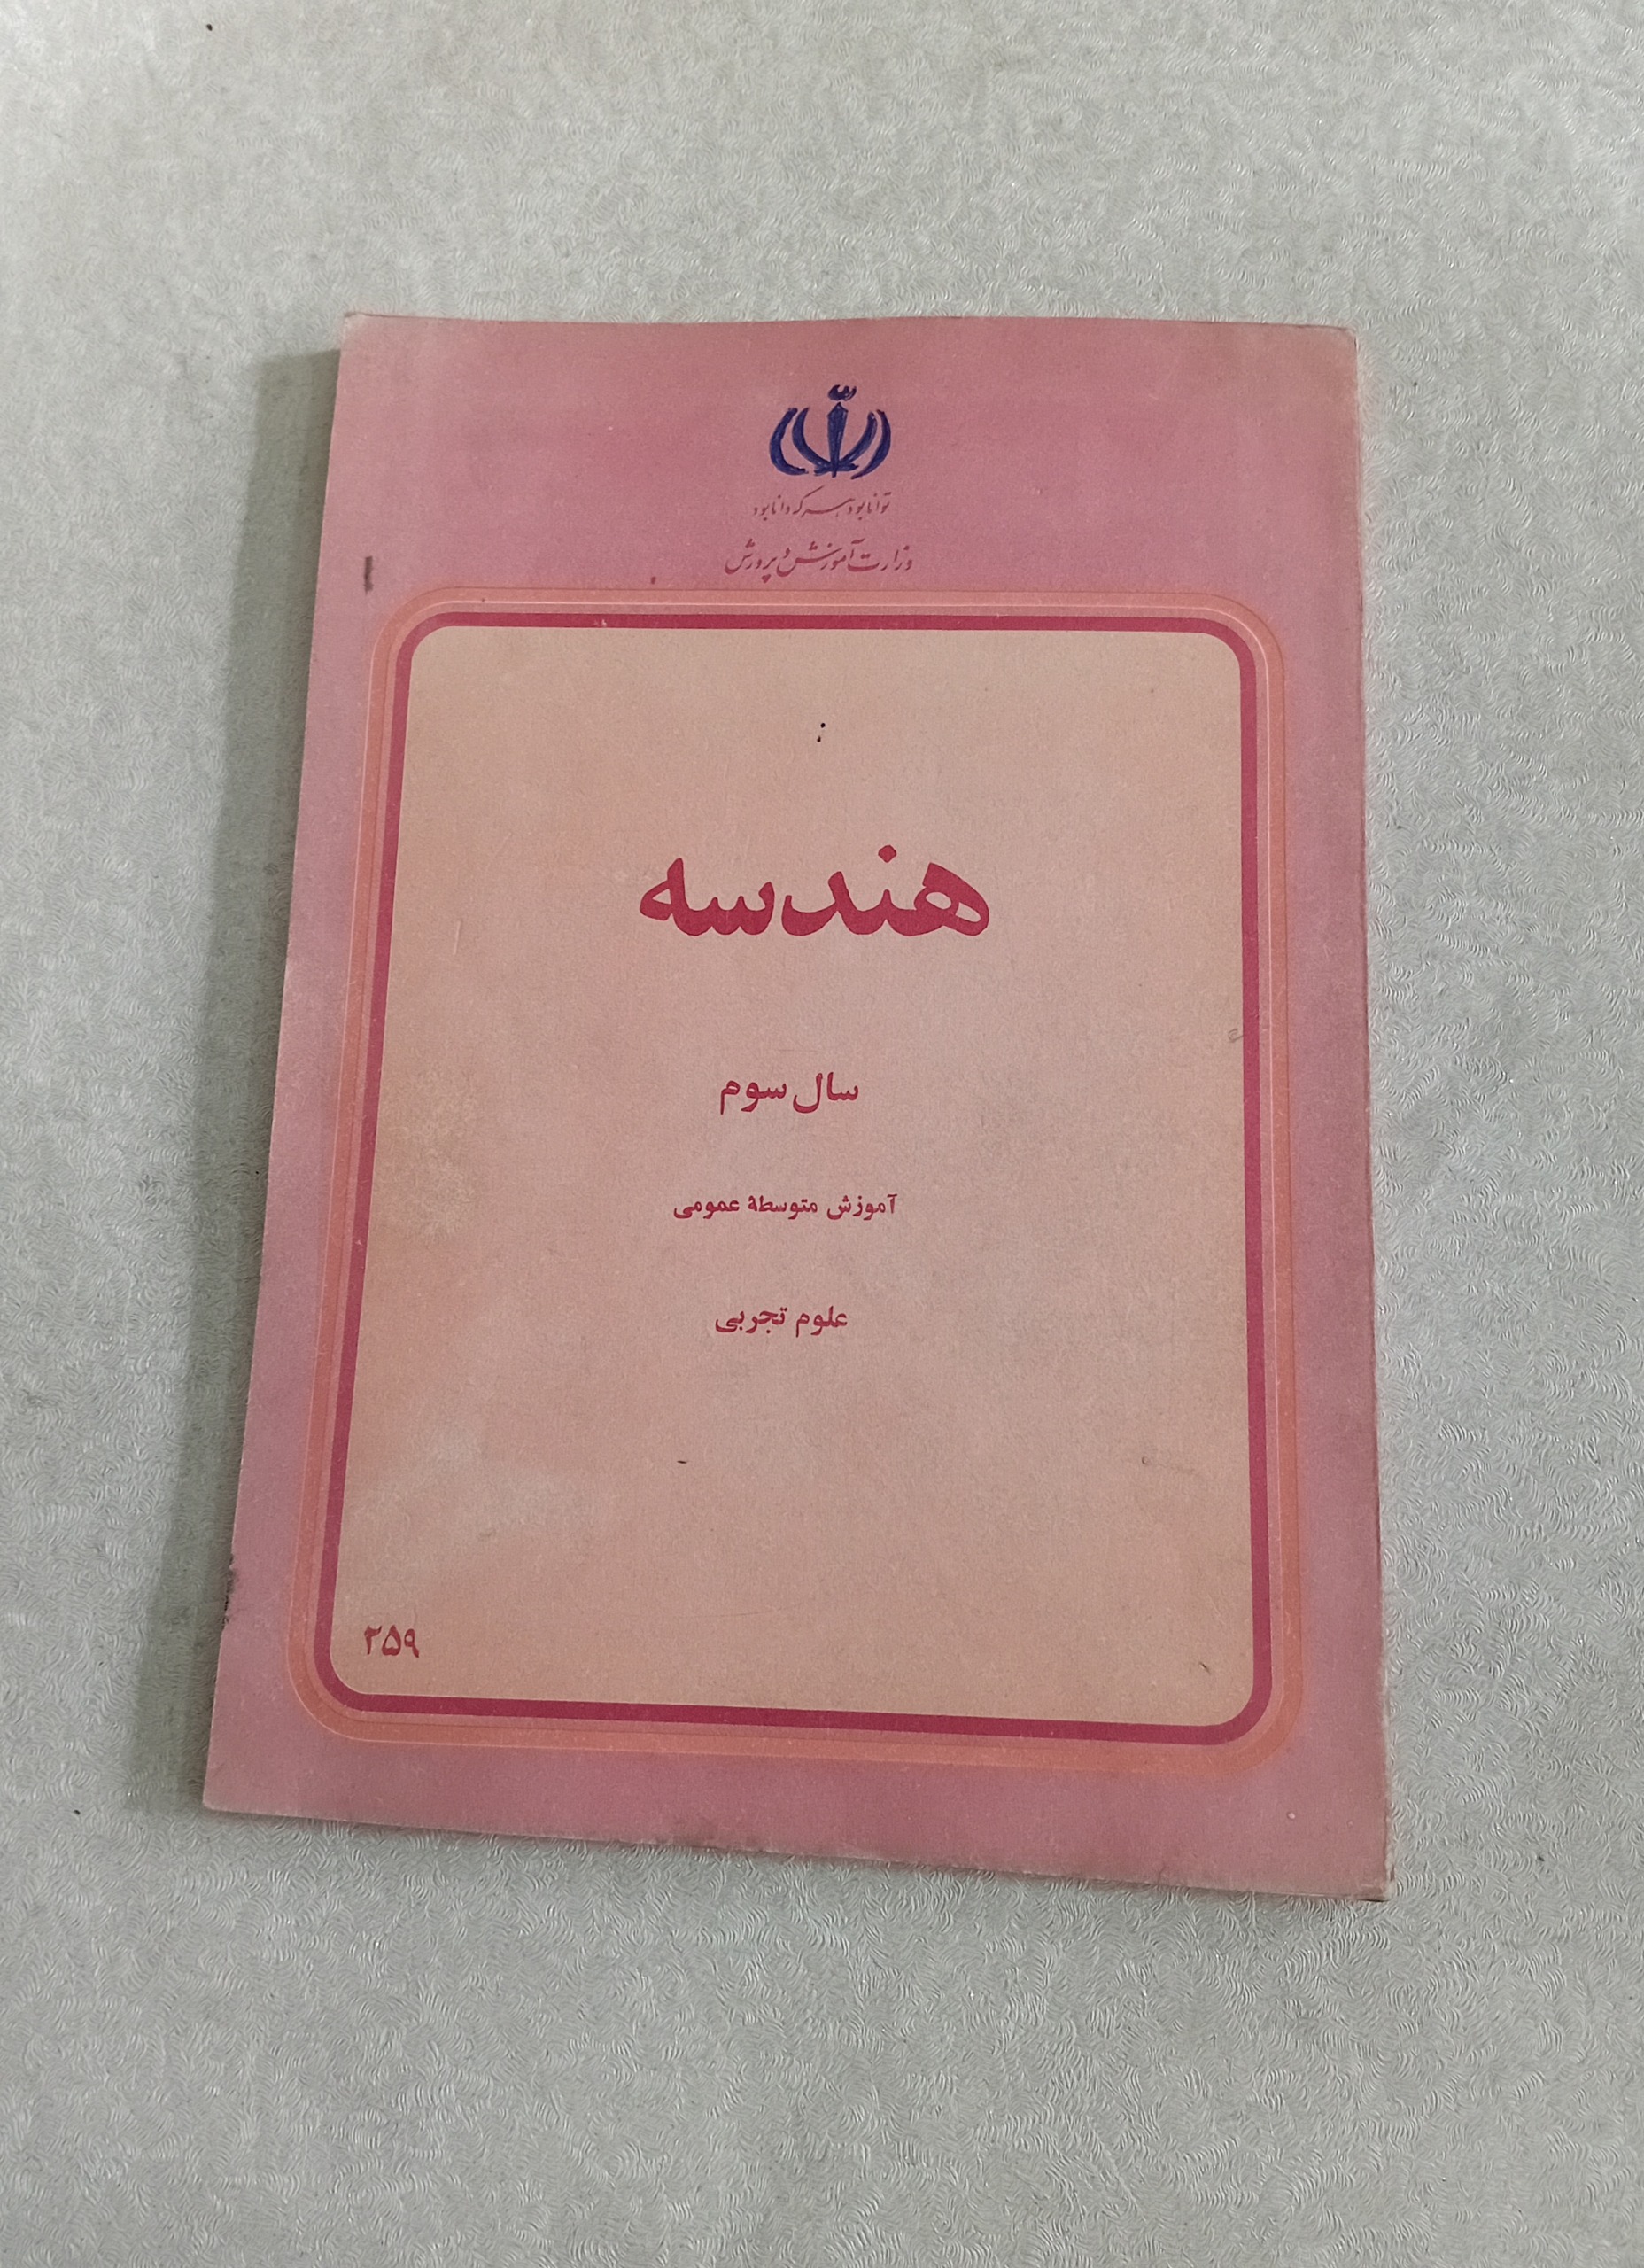 توانا بود هر که دانا بود
وزارت آموزش و پرورش
هندسه
سال سوم
آموزش متوسطهٔ عمومی
علوم تجربی
۲۵۹